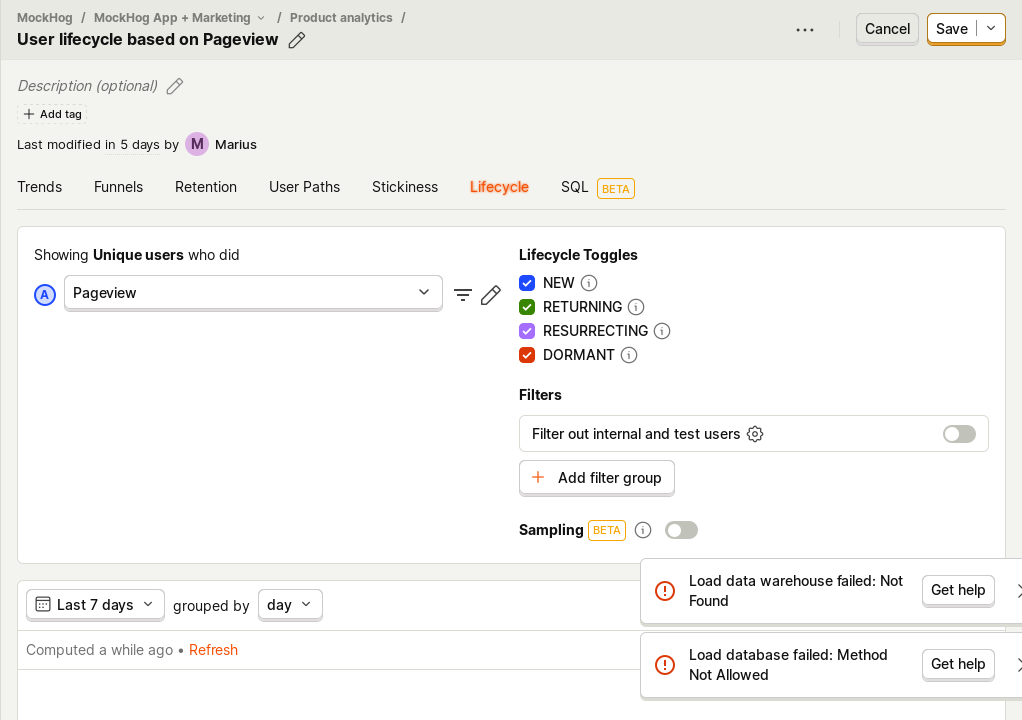 MockHog / MockHog App + Marketing / Product analytics /
User lifecycle based on Pageview
Cancel
Save
Description (optional)
Add tag
Last modified in 5 days by M Marius
Trends Funnels Retention User Paths Stickiness Lifecycle SQL BETA
Showing Unique users who did
A Pageview
Lifecycle Toggles
NEW
RETURNING
RESURRECTING
DORMANT
Filters
Filter out internal and test users
Add filter group
Sampling BETA
Last 7 days grouped by day
Computed a while ago • Refresh
Load data warehouse failed: Not
Found
Get help
Load database failed: Method
Not Allowed
Get help